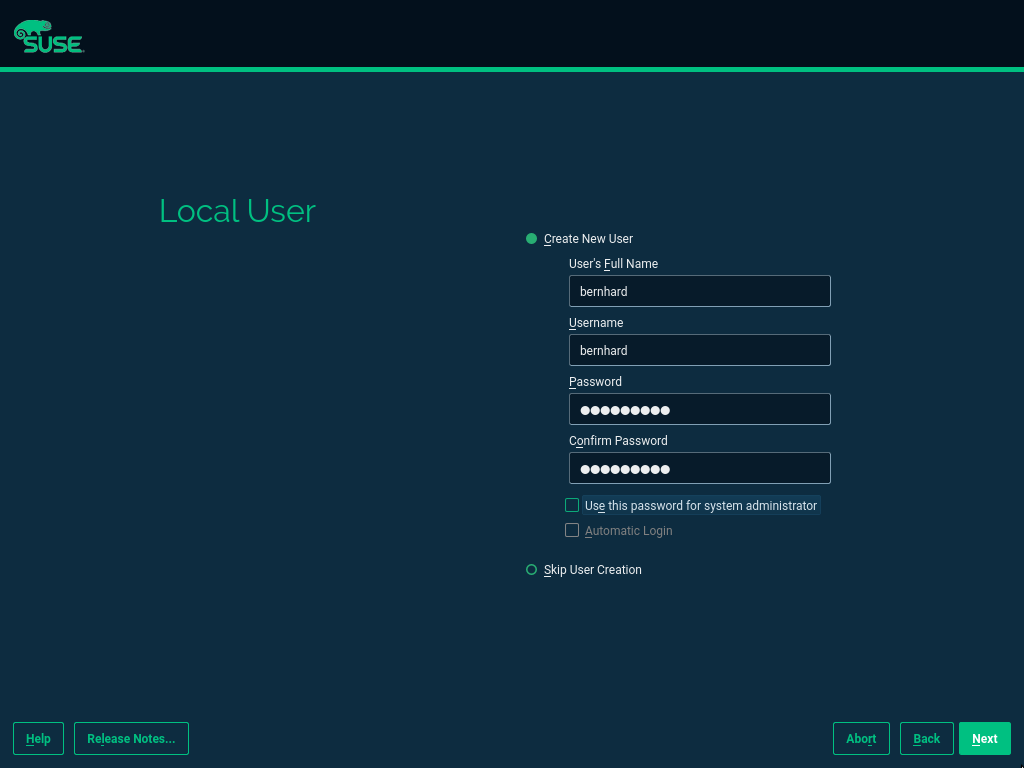 SUSE
Local User
Create New User
User's Full Name
bernhard
Username
bernhard
Password
●●●●●●●●●
Confirm Password
●●●●●●●●●
Use this password for system administrator
Automatic Login
Skip User Creation
Help Release Notes... Abort Back Next